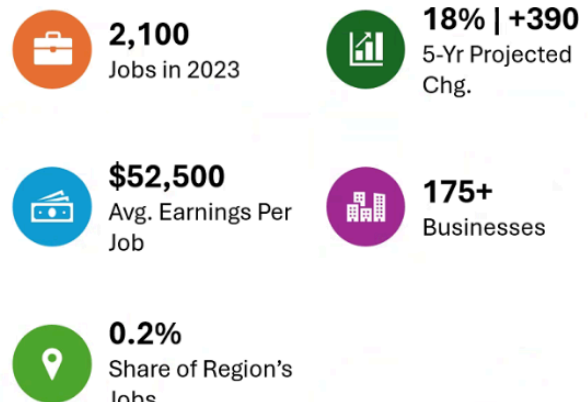 2,100
Jobs in 2023
18% | +390
5-Yr Projected
Chg.
$52,500
Avg. Earnings Per
Job
175+
Businesses
0.2%
Share of Region's
Jobs